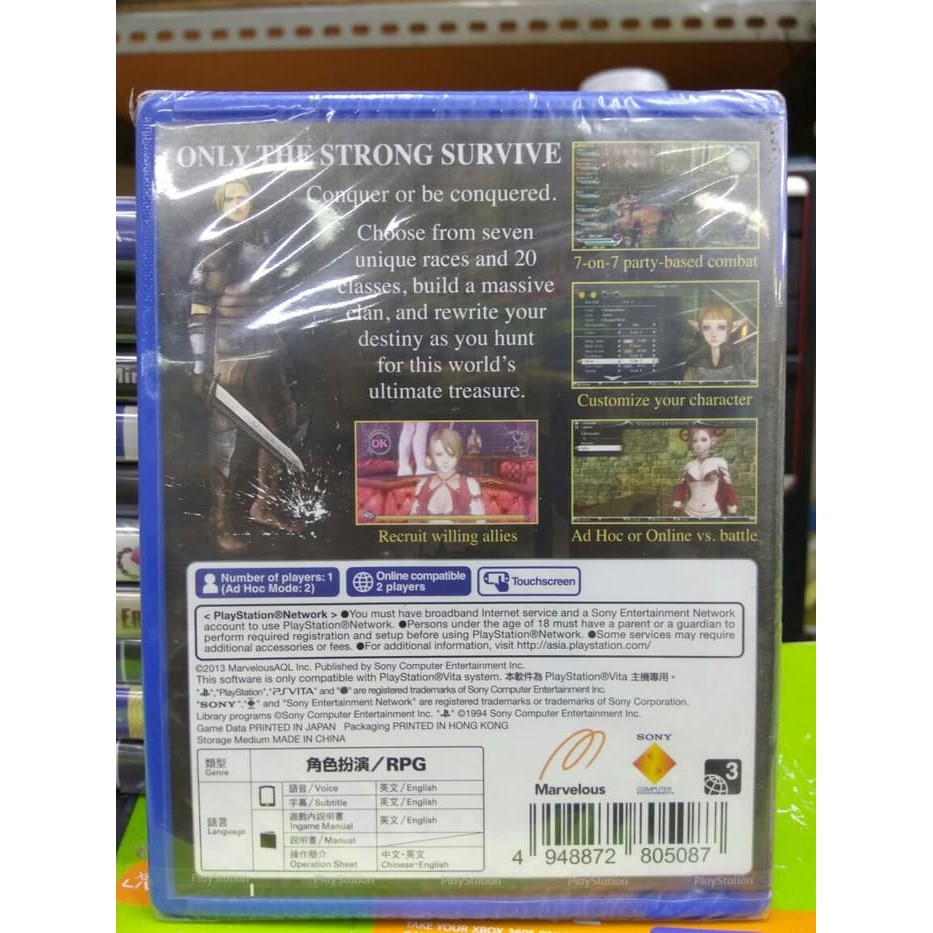 ONLY THE STRONG SURVIVE
Conquer or be conquered.
Choose from seven
unique races and 20
classes, build a massive
clan, and rewrite your
destiny as you hunt
for this world's
ultimate treasure.
7-on-7 party-based combat
Customize your character
OK
Recruit willing allies
Ad Hoc or Online vs. battle
Number of players: 1
(Ad Hoc Mode: 2)
Online compatible
2 players
Touchscreen
< PlayStation®Network > ●You must have broadband Internet service and a Sony Entertainment Network
account to use PlayStation®Network. ●Persons under the age of 18 must have a parent or a guardian to
perform required registration and setup before using PlayStation®Network. ●Some services may require
additional accessories or fees. ●For additional information, visit http://asia.playstation.com/
©2013 MarvelousAQL Inc. Published by Sony Computer Entertainment Inc.
This software is only compatible with PlayStation®Vita system. 本軟件為 PlayStation®Vita 主機專用。
" ", "PlayStation", "PSVITA" and " " are registered trademarks of Sony Computer Entertainment Inc.
"SONY", " " and "Sony Entertainment Network" are registered trademarks or trademarks of Sony Corporation.
Library programs ©Sony Computer Entertainment Inc. " " ©1994 Sony Computer Entertainment Inc.
Game Data PRINTED IN JAPAN Packaging PRINTED IN HONG KONG
Storage Medium MADE IN CHINA
類型
Genre
角色扮演/RPG
語言
Language
語音/Voice 英文/English
字幕/Subtitle 英文/English
遊戲內說明書
Ingame Manual
英文/English
說明書/Manual
操作簡介
Operation Sheet
中文·英文
Chinese·English
Marvelous
SONY
COMPUTER
ENTERTAINMENT
3
4 948872 805087
PlayStation PlayStation PlayStation PlayStation PlayStation
TAKE YOUR XBOX 360